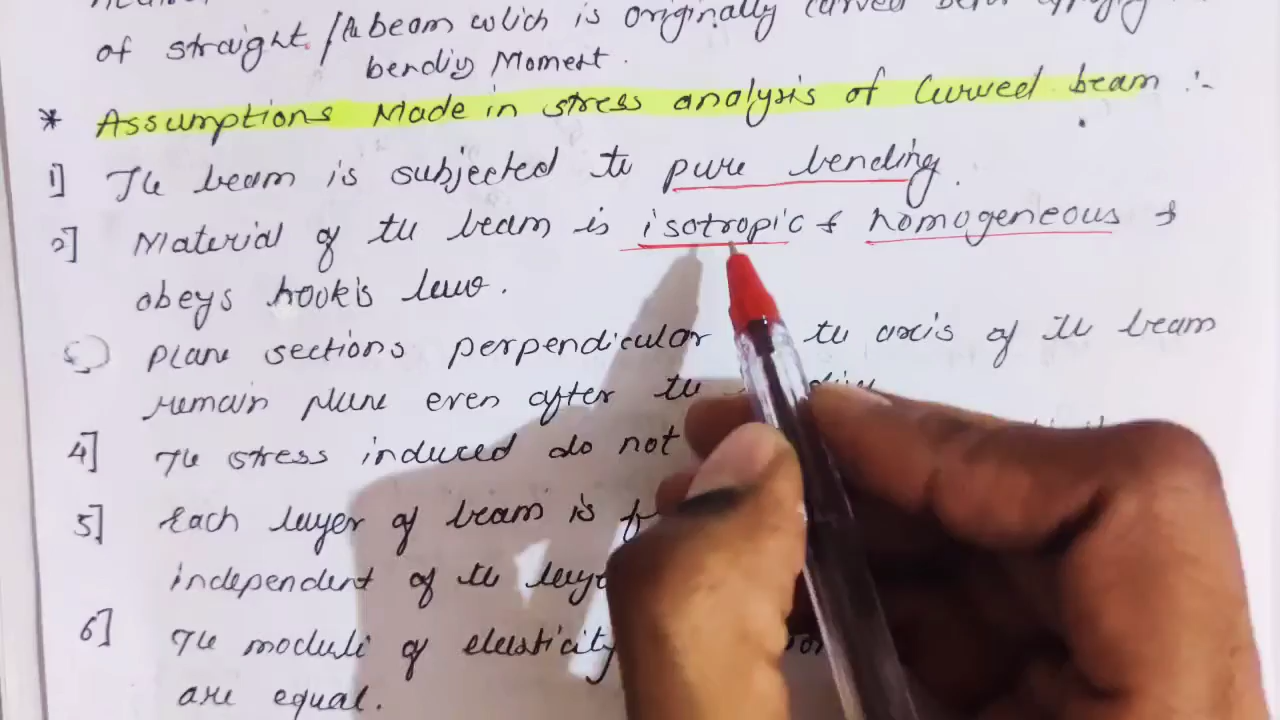 of straight / the beam which is originally curved
bending Moment.
* Assumptions Made in stress analysis of Curved beam :-
1] The beam is subjected to pure bending.
2] Material of the beam is isotropic & homogeneous &
obeys hook's law.
plane sections perpendicular to axis of the beam
remain plane even after the
4] The stress induced do not
5] Each layer of beam is
independent of the
6] The moduli of elasticity
are equal.